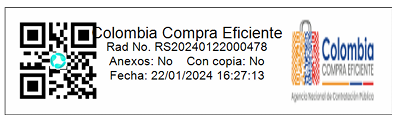 Colombia Compra Eficiente
Rad No. RS20240122000478
Anexos: No Con copia: No
Fecha: 22/01/2024 16:27:13
Colombia
COMPRA EFICIENTE
Agencia Nacional de Contratación Pública